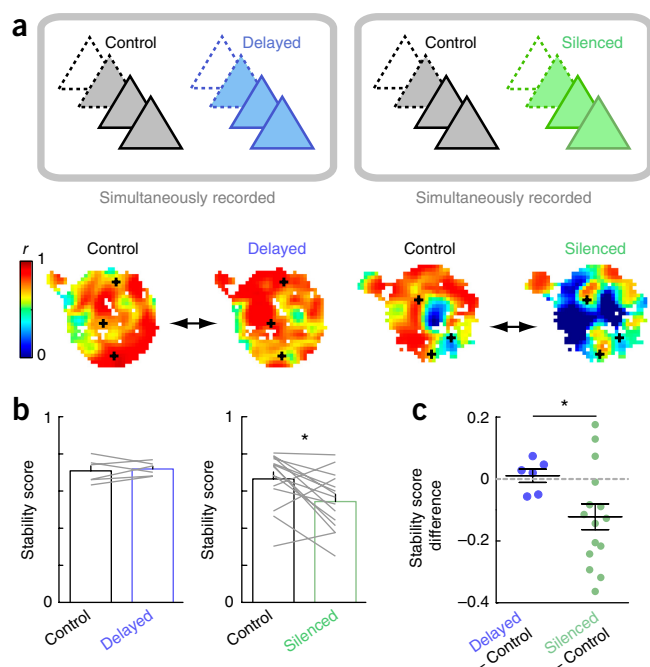 a
Control Delayed Control Silenced
Simultaneously recorded Simultaneously recorded
r
1
0
Control Delayed Control Silenced
b
c
1
0
Stability score
Control
Delayed
1
0
Stability score
*
Control
Silenced
0.2
0
−0.2
−0.4
Stability score
difference
*
Delayed
- Control
Silenced
- Control